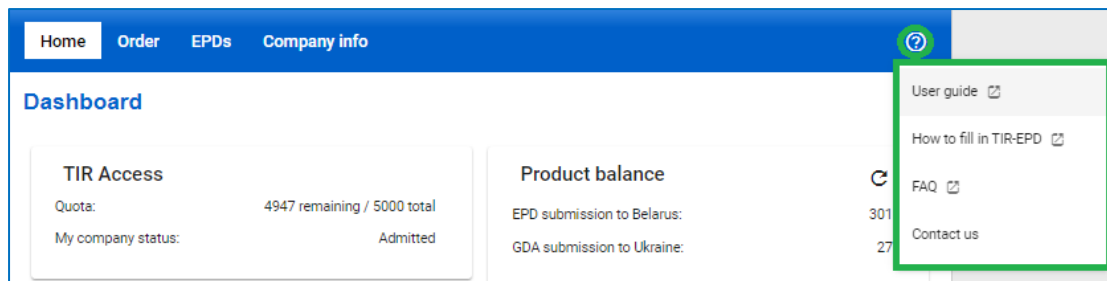 Home Order EPDs Company info
Dashboard
TIR Access
Quota: 4947 remaining / 5000 total
My company status: Admitted
Product balance
EPD submission to Belarus: 301
GDA submission to Ukraine: 27
User guide
How to fill in TIR-EPD
FAQ
Contact us